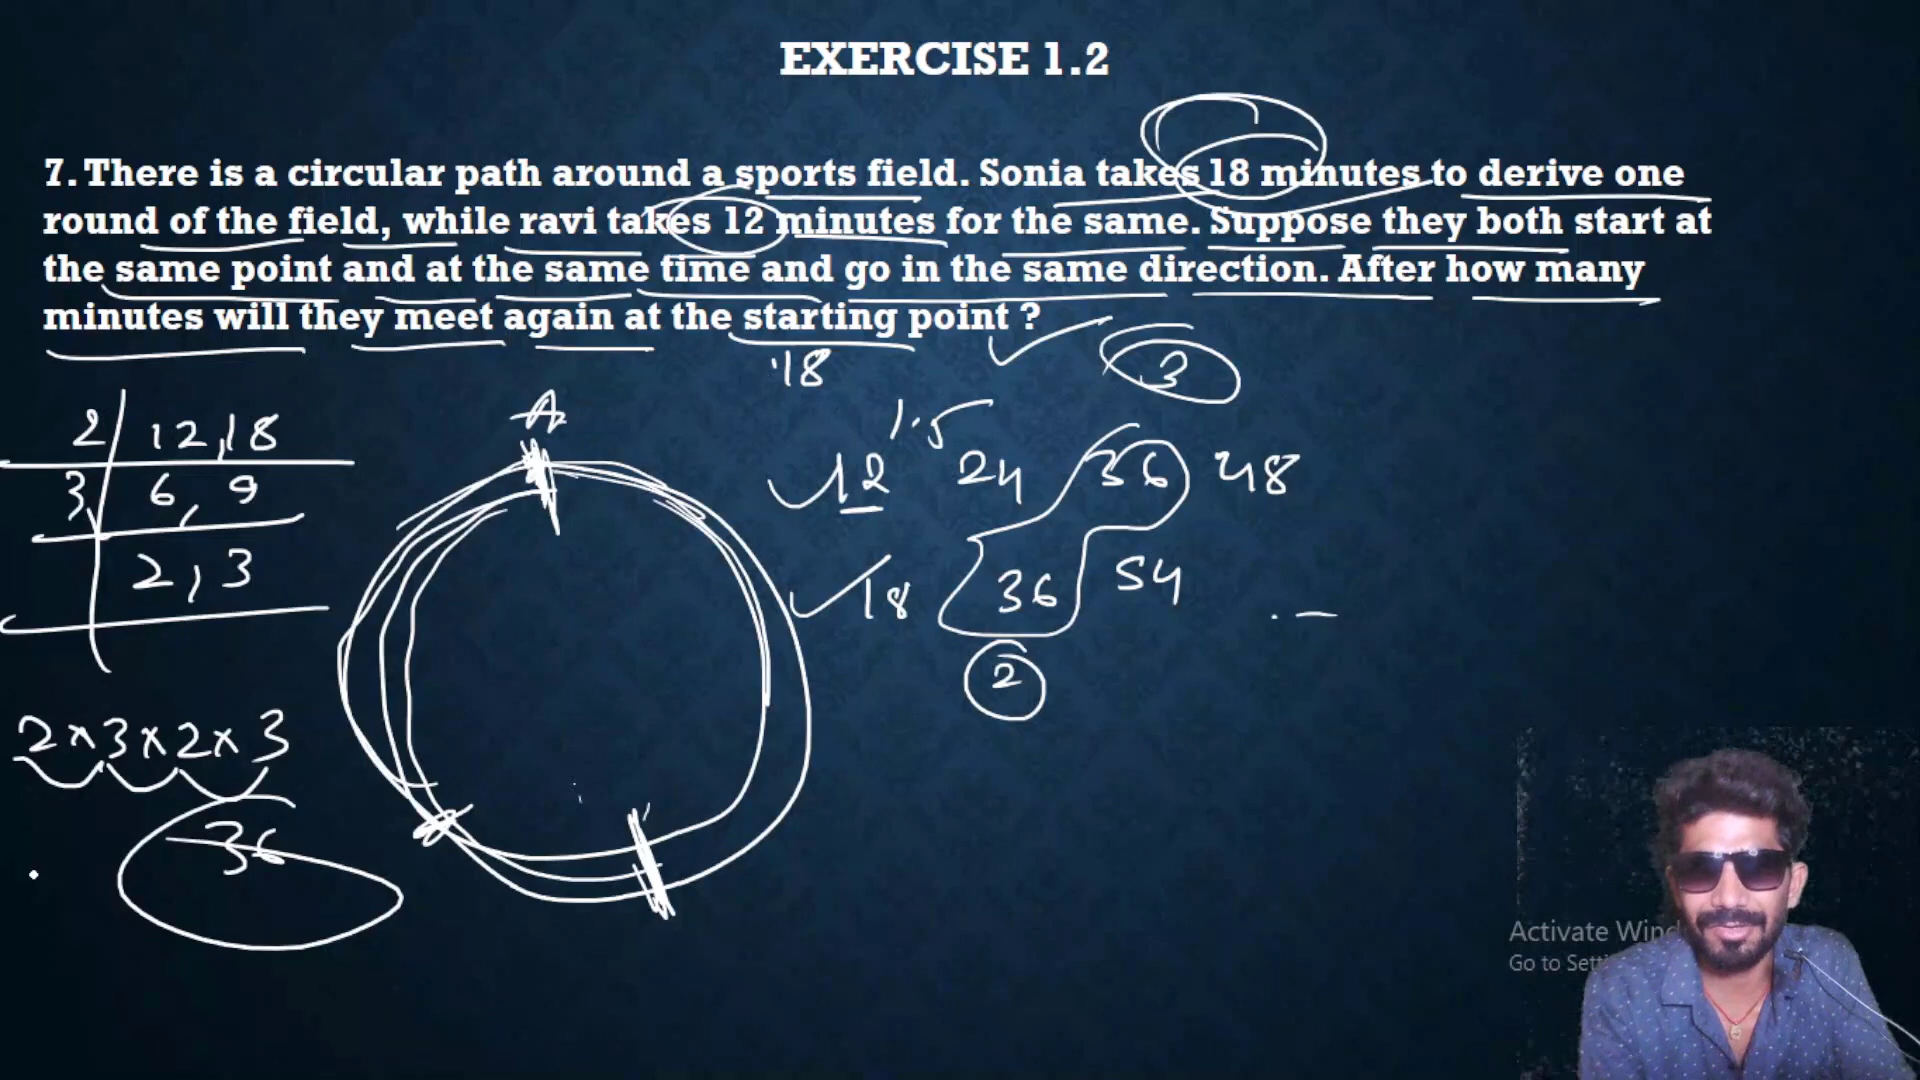 EXERCISE 1.2
7. There is a circular path around a sports field. Sonia takes 18 minutes to derive one
round of the field, while ravi takes 12 minutes for the same. Suppose they both start at
the same point and at the same time and go in the same direction. After how many
minutes will they meet again at the starting point ?
18
3
A
2 12,18
1.5
12 24 36 48
3, 6, 9
2, 3
18 36 54
2
2×3×2×3
36
Activate Wind
Go to Setti